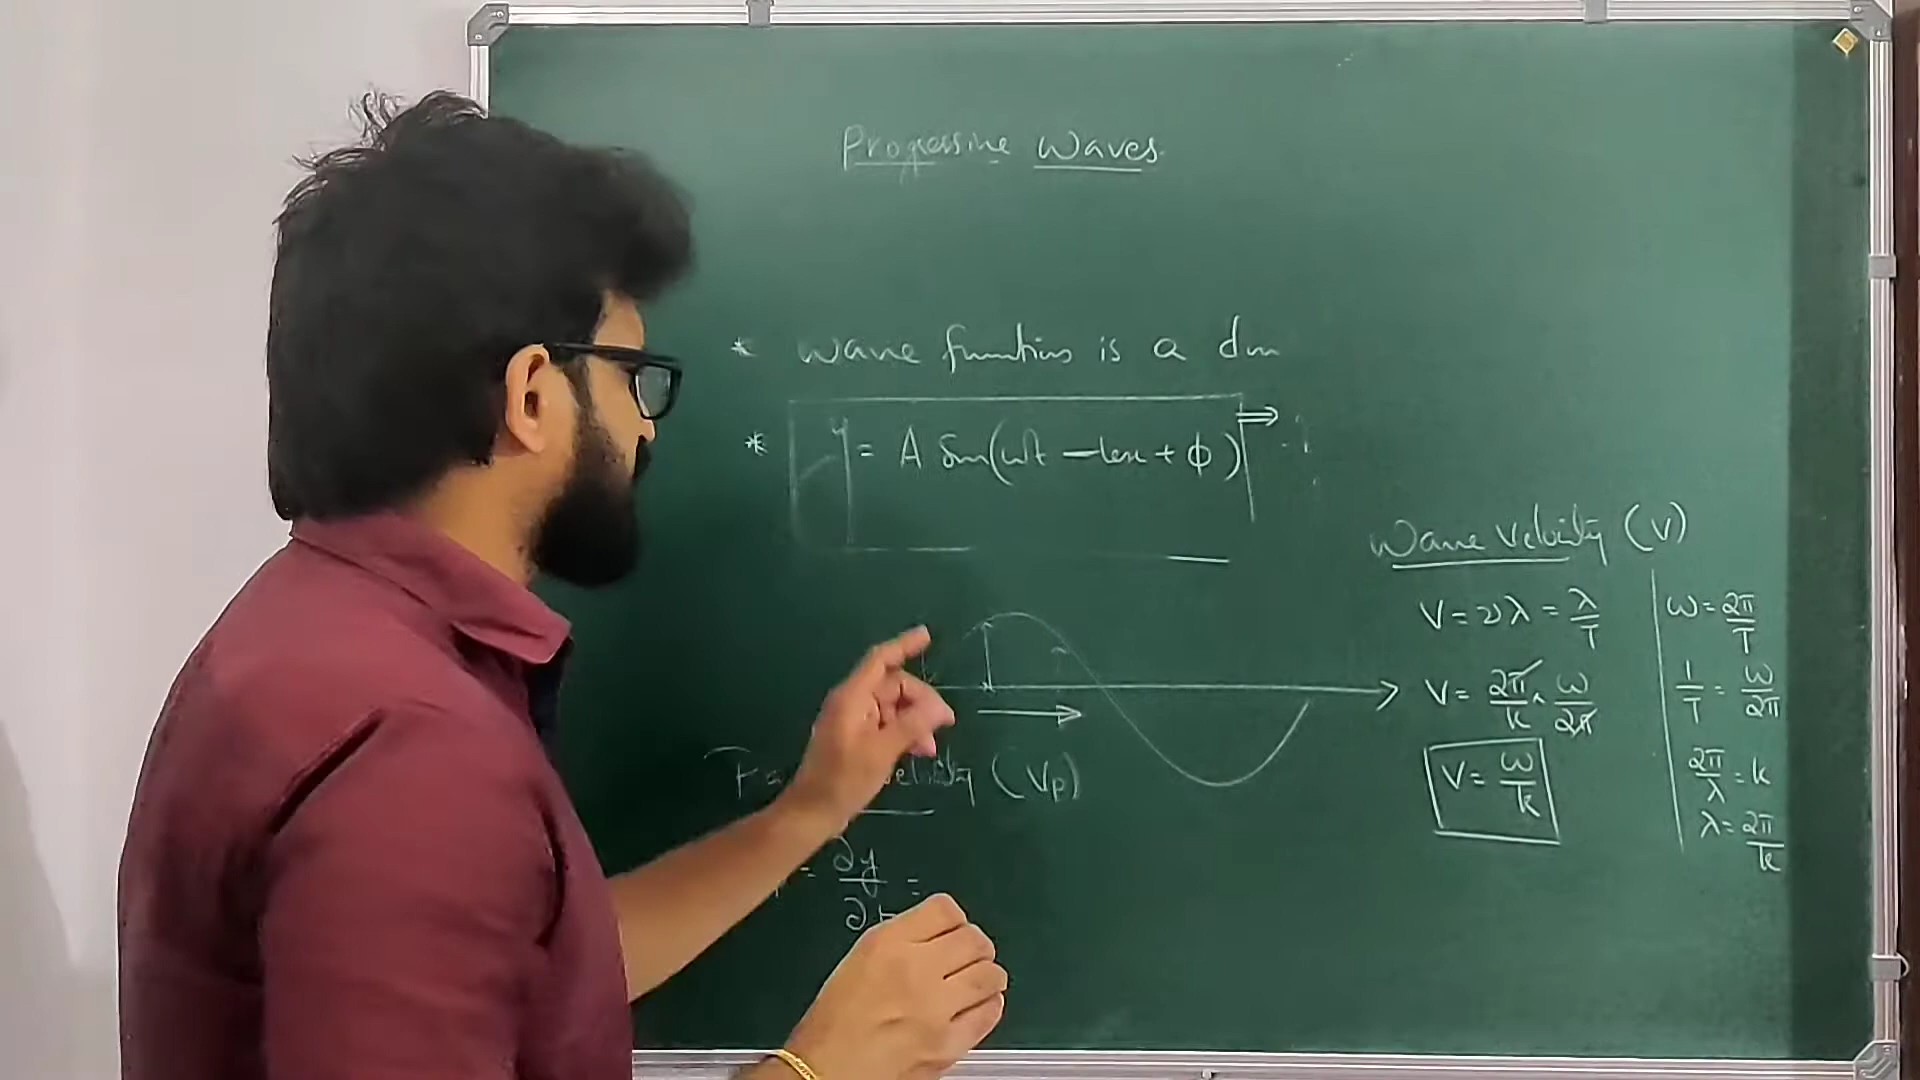 Progressive Waves
* wave function is a
* y = A Sin(ωt - kx + ϕ)
Wave Velocity (V)
V = νλ = λ/T
V = 2π/k × ω/2π
V = ω/k
ω = 2π/T
1/T = ω/2π
2π/λ = k
λ = 2π/k
(Vp)
= ∂y/∂t =